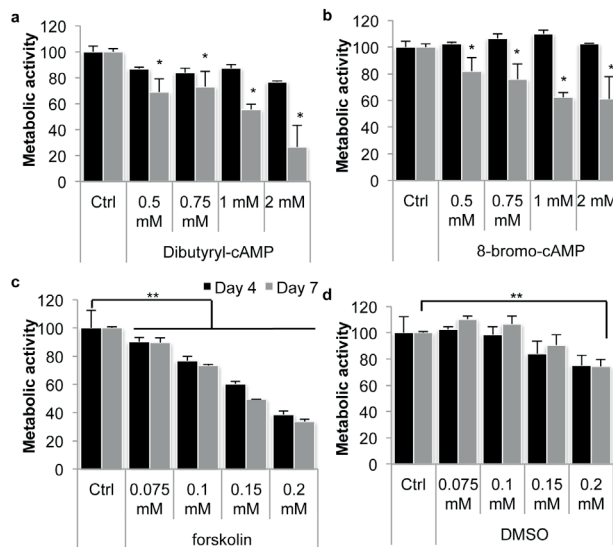 a
Metabolic activity
140
120
100
80
60
40
20
0
* * * *
Ctrl 0.5 mM 0.75 mM 1 mM 2 mM
Dibutyryl-cAMP
b
Metabolic activity
120
100
80
60
40
20
0
* * * *
Ctrl 0.5 mM 0.75 mM 1 mM 2 mM
8-bromo-cAMP
c
Day 4 Day 7
Metabolic activity
120
100
80
60
40
20
0
**
Ctrl 0.075 mM 0.1 mM 0.15 mM 0.2 mM
forskolin
d
Metabolic activity
120
100
80
60
40
20
0
**
Ctrl 0.075 mM 0.1 mM 0.15 mM 0.2 mM
DMSO